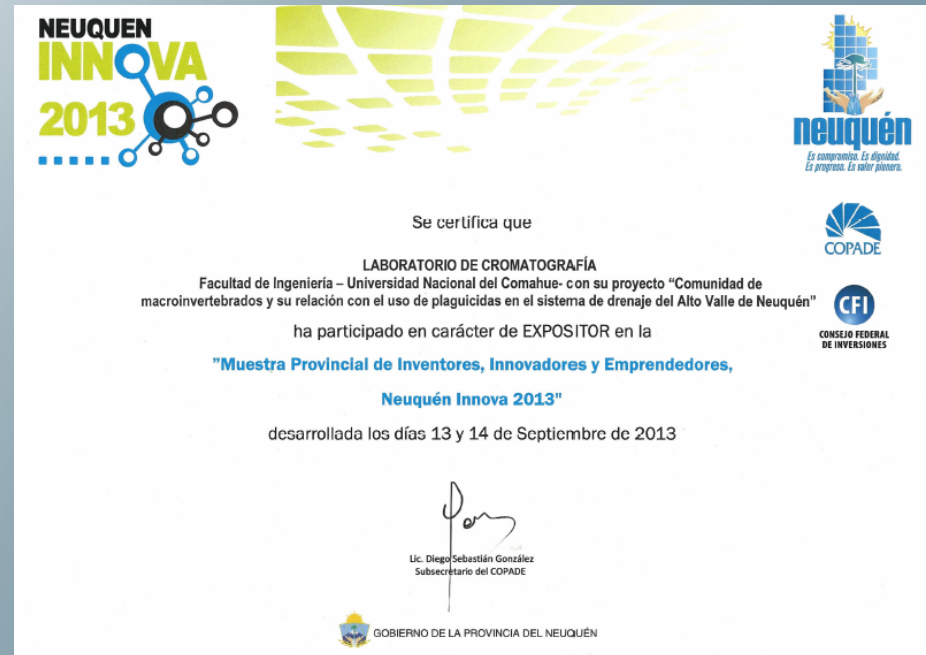 NEUQUEN
INNOVA
2013
neuquén
Es compromiso. Es dignidad.
Es progreso. Es valor pionero.
Se certifica que
COPADE
LABORATORIO DE CROMATOGRAFÍA
Facultad de Ingeniería – Universidad Nacional del Comahue- con su proyecto “Comunidad de
macroinvertebrados y su relación con el uso de plaguicidas en el sistema de drenaje del Alto Valle de Neuquén”
CFI
CONSEJO FEDERAL
DE INVERSIONES
ha participado en carácter de EXPOSITOR en la
"Muestra Provincial de Inventores, Innovadores y Emprendedores,
Neuquén Innova 2013"
desarrollada los días 13 y 14 de Septiembre de 2013
Lic. Diego Sebastián González
Subsecretario del COPADE
GOBIERNO DE LA PROVINCIA DEL NEUQUÉN